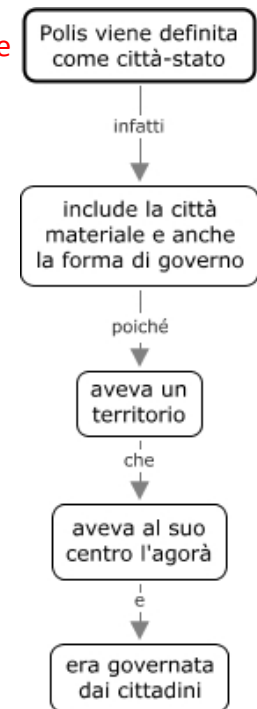 Polis viene definita
come città-stato
e
infatti
include la città
materiale e anche
la forma di governo
poiché
aveva un
territorio
che
aveva al suo
centro l'agorà
e
era governata
dai cittadini